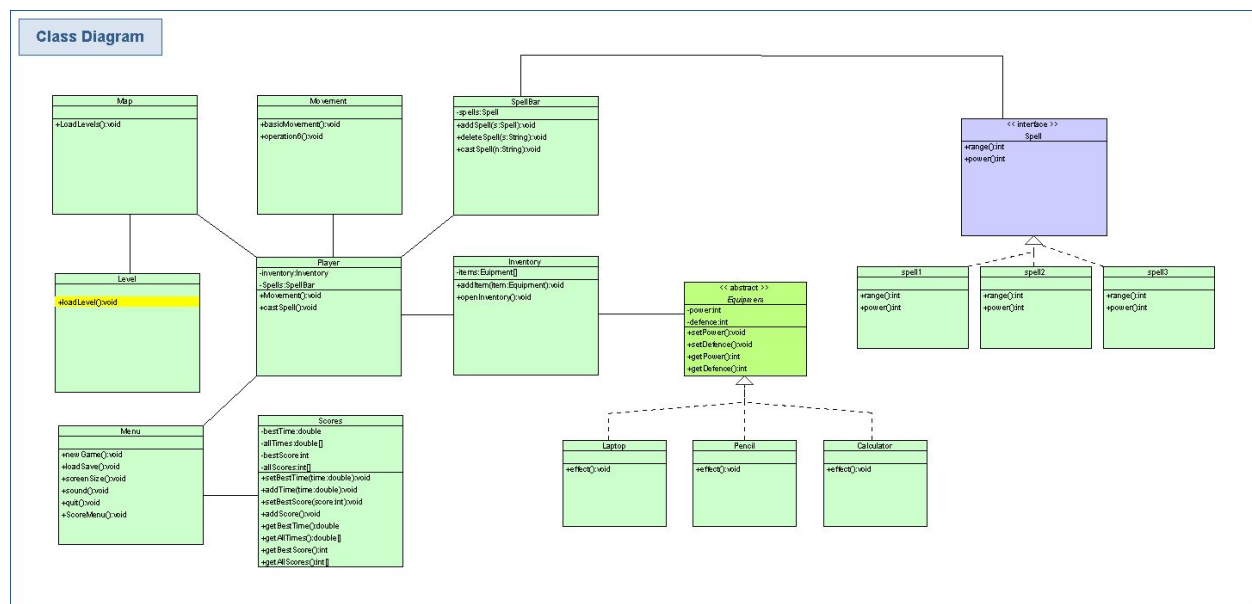 Class Diagram
Map
+LoadLevels():void
Movement
+basicMovement():void
+operation6():void
SpellBar
-spells:Spell
+addSpell(s:Spell):void
+deleteSpell(s:String):void
+castSpell(n:String):void
<< interface >>
Spell
+range():int
+power():int
Level
+loadLevel():void
Player
-inventory:Inventory
-Spells:SpellBar
+Movement():void
+castSpell():void
Inventory
-items:Euipment[]
+addItem(item:Equipment):void
+openInventory():void
<< abstract >>
Equipment
-power:int
-defence:int
+setPower():void
+setDefence():void
+getPower():int
+getDefence():int
spell1
+range():int
+power():int
spell2
+range():int
+power():int
spell3
+range():int
+power():int
Menu
+newGame():void
+loadSave():void
+screenSize():void
+sound():void
+quit():void
+ScoreMenu():void
Scores
-bestTime:double
-allTimes:double[]
-bestScore:int
-allScores:int[]
+setBestTime(time:double):void
+addTime(time:double):void
+setBestScore(score:int):void
+addScore():void
+getBestTime():double
+getAllTimes():double[]
+getBestScore():int
+getAllScores():int[]
Laptop
+effect():void
Pencil
+effect():void
Calculator
+effect():void